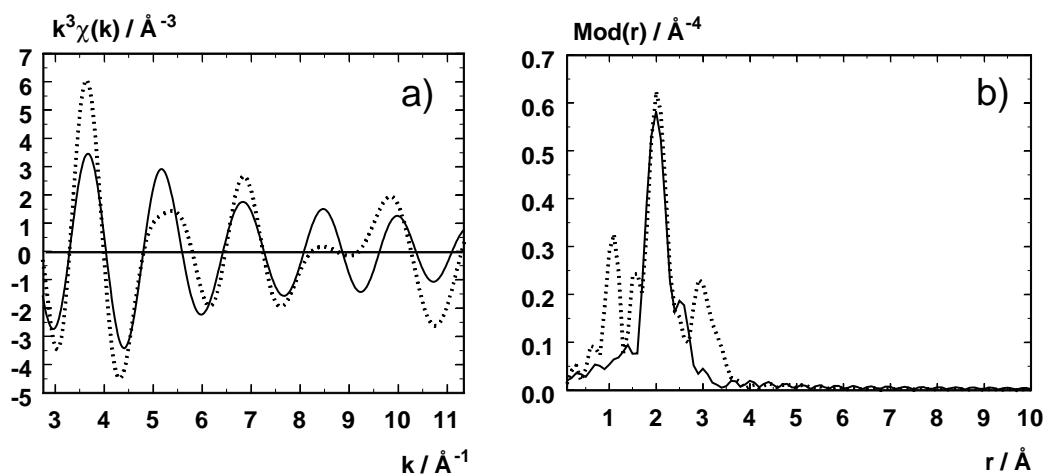 k³χ(k) / Å⁻³
a)
7
6
5
4
3
2
1
0
-1
-2
-3
-4
-5
3 4 5 6 7 8 9 10 11
k / Å⁻¹
Mod(r) / Å⁻⁴
b)
0.7
0.6
0.5
0.4
0.3
0.2
0.1
0.0
1 2 3 4 5 6 7 8 9 10
r / Å